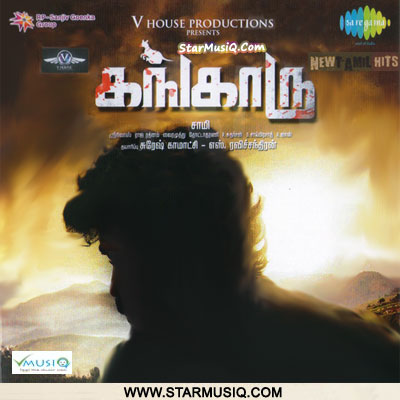 RP-Sanjiv Goenka
Group
V HOUSE PRODUCTIONS
PRESENTS
saregama
StarMusiQ.Com
NEW TAMIL HITS
கங்காரு
சாமி
சுரேஷ் காமாட்சி - எஸ். ரவிச்சந்திரன்
VMUSIQ
WWW.STARMUSIQ.COM